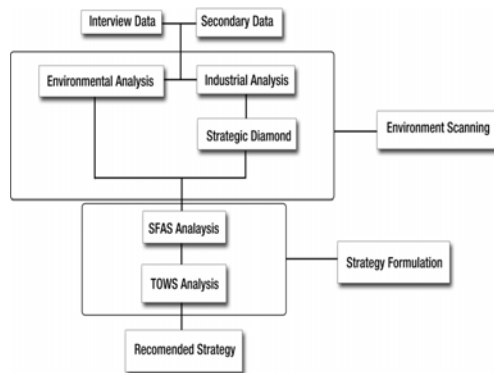 Interview Data
Secondary Data
Environmental Analysis
Industrial Analysis
Strategic Diamond
Environment Scanning
SFAS Analaysis
Strategy Formulation
TOWS Analysis
Recomended Strategy